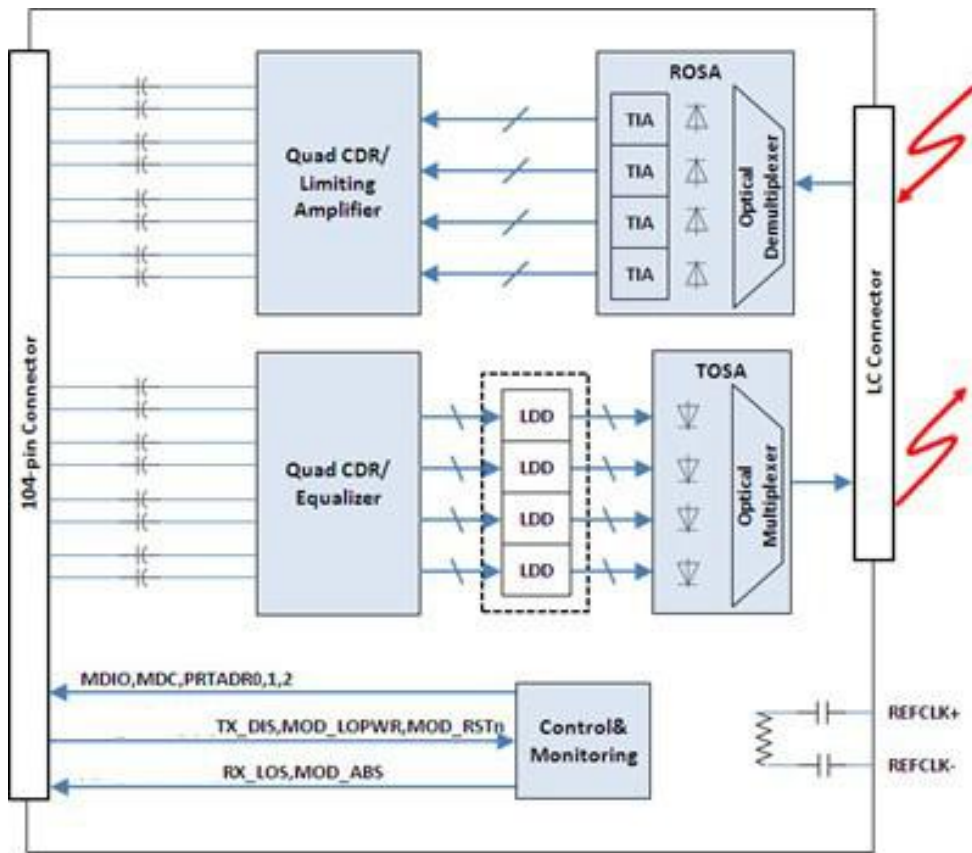 ROSA
TIA
TIA
TIA
TIA
Optical
Demultiplexer
Quad CDR/
Limiting
Amplifier
104-pin Connector
LC Connector
TOSA
LDD
LDD
LDD
LDD
Optical
Multiplexer
Quad CDR/
Equalizer
MDIO,MDC,PRTADR0,1,2
TX_DIS,MOD_LOPWR,MOD_RSTn
RX_LOS,MOD_ABS
Control&
Monitoring
REFCLK+
REFCLK-